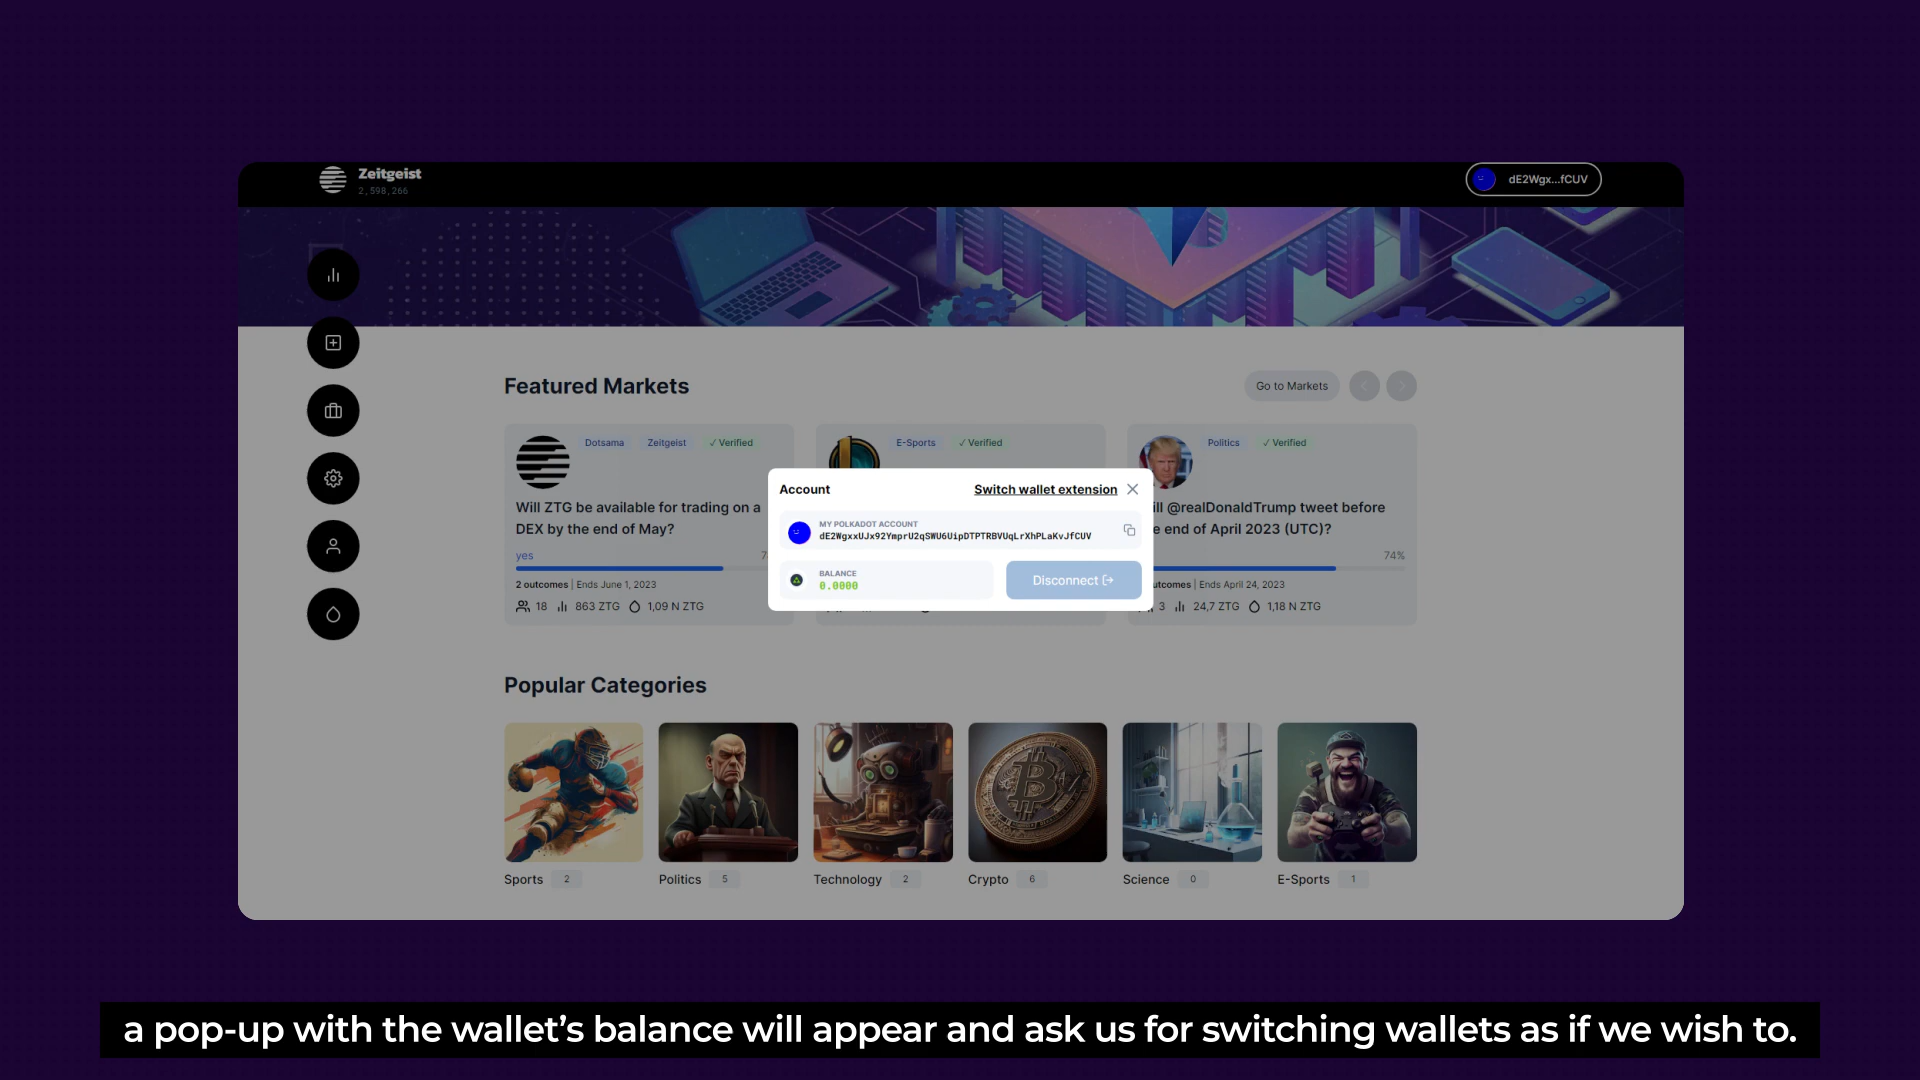 Zeitgeist
2,598,266
dE2Wgx...fCUV
Featured Markets
Go to Markets
Dotsama Zeitgeist ✓ Verified
Will ZTG be available for trading on a
DEX by the end of May?
yes
2 outcomes | Ends June 1, 2023
18 863 ZTG 1,09 N ZTG
E-Sports ✓ Verified
Politics ✓ Verified
@realDonaldTrump tweet before
end of April 2023 (UTC)?
74%
| Ends April 24, 2023
3 24,7 ZTG 1,18 N ZTG
Account Switch wallet extension
MY POLKADOT ACCOUNT
dE2WgxxUJx92YmprU2qSWU6UipDTPTRBVUqLrXhPLaKvJfCUV
BALANCE
0.0000
Disconnect
Popular Categories
Sports 2
Politics 5
Technology 2
Crypto 6
Science 0
E-Sports 1
a pop-up with the wallet’s balance will appear and ask us for switching wallets as if we wish to.